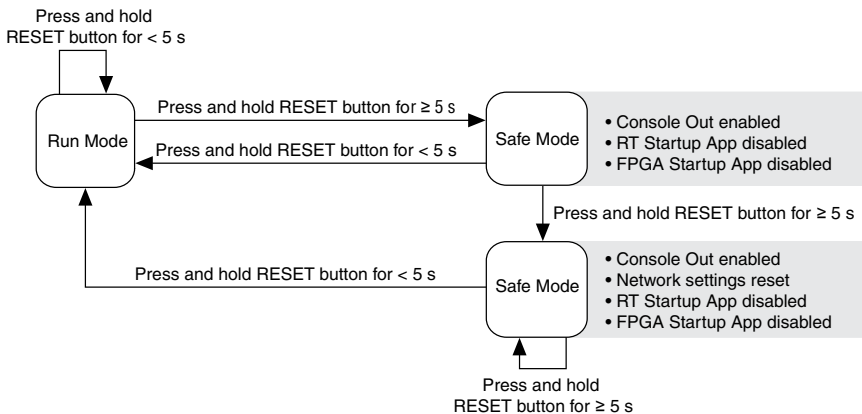 Press and hold
RESET button for < 5 s
Press and hold RESET button for ≥ 5 s
Run Mode
Safe Mode
Press and hold RESET button for < 5 s
• Console Out enabled
• RT Startup App disabled
• FPGA Startup App disabled
Press and hold RESET button for ≥ 5 s
Press and hold RESET button for < 5 s
Safe Mode
• Console Out enabled
• Network settings reset
• RT Startup App disabled
• FPGA Startup App disabled
Press and hold
RESET button for ≥ 5 s